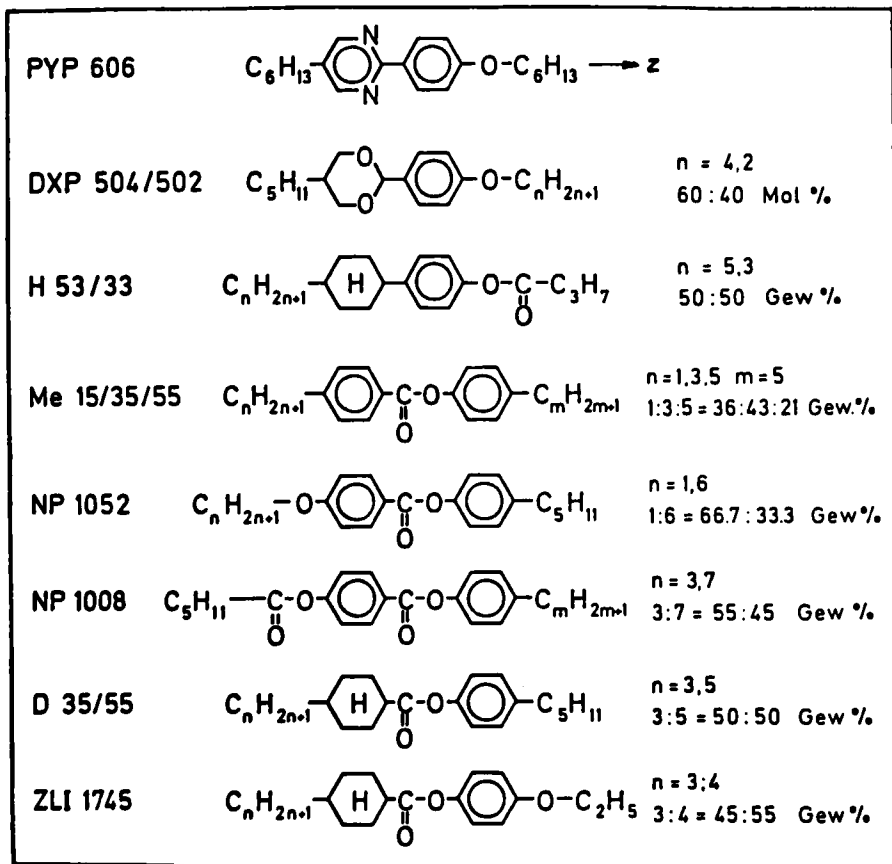 PYP 606 C6H13 N N O-C6H13 → z
DXP 504/502 C5H11 O O O-CnH2n+1 n = 4,2
60:40 Mol %
H 53/33 CnH2n+1 H O-C-C3H7 n = 5,3
O 50:50 Gew %
Me 15/35/55 CnH2n+1 C-O CmH2m+1 n=1,3,5 m=5
O 1:3:5 = 36:43:21 Gew.%
NP 1052 CnH2n+1-O C-O C5H11 n = 1,6
O 1:6 = 66.7:33.3 Gew%
NP 1008 C5H11 C-O C-O CmH2m+1 n = 3,7
O O 3:7 = 55:45 Gew %
D 35/55 CnH2n+1 H C-O C5H11 n = 3,5
O 3:5 = 50:50 Gew %
ZLI 1745 CnH2n+1 H C-O O-C2H5 n = 3;4
O 3:4 = 45:55 Gew%